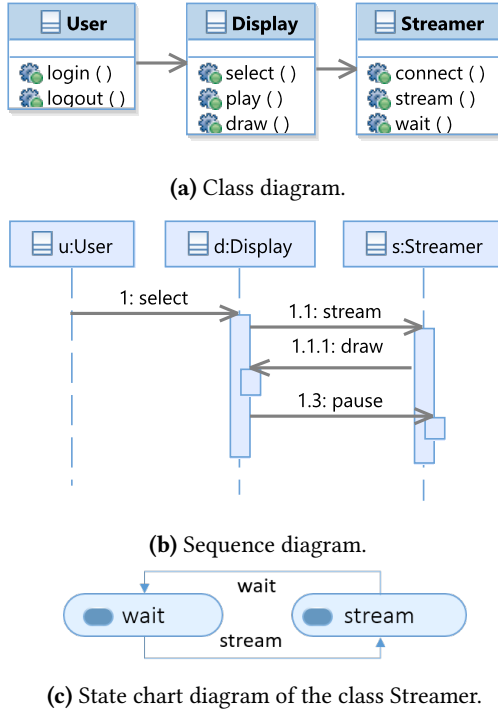 User Display Streamer
login ( ) select ( ) connect ( )
logout ( ) play ( ) stream ( )
draw ( ) wait ( )
(a) Class diagram.
u:User d:Display s:Streamer
1: select
1.1: stream
1.1.1: draw
1.3: pause
(b) Sequence diagram.
wait
wait stream
stream
(c) State chart diagram of the class Streamer.